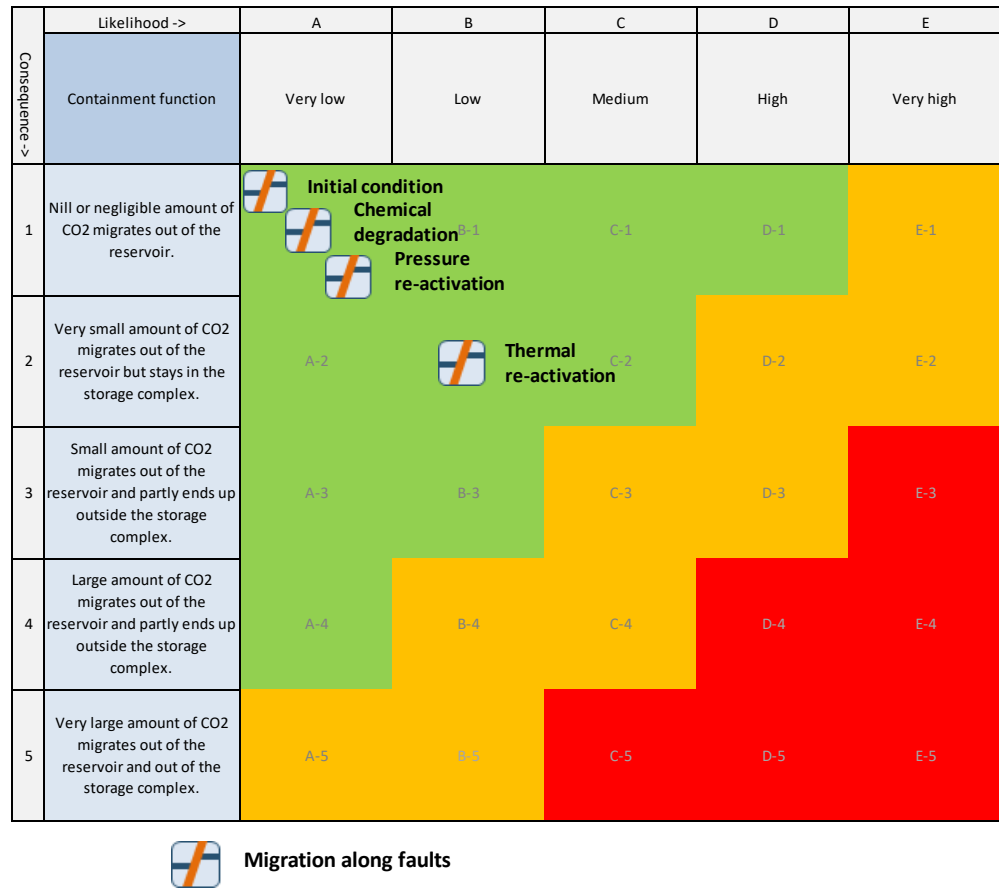 Likelihood ->
A
B
C
D
E
Consequence ->
Containment function
Very low
Low
Medium
High
Very high
1
Nill or negligible amount of
CO2 migrates out of the
reservoir.
Initial condition
Chemical
degradation
Pressure
re-activation
B-1
C-1
D-1
E-1
2
Very small amount of CO2
migrates out of the
reservoir but stays in the
storage complex.
A-2
Thermal
re-activation
C-2
D-2
E-2
3
Small amount of CO2
migrates out of the
reservoir and partly ends up
outside the storage
complex.
A-3
B-3
C-3
D-3
E-3
4
Large amount of CO2
migrates out of the
reservoir and partly ends up
outside the storage
complex.
A-4
B-4
C-4
D-4
E-4
5
Very large amount of CO2
migrates out of the
reservoir and out of the
storage complex.
A-5
B-5
C-5
D-5
E-5
Migration along faults